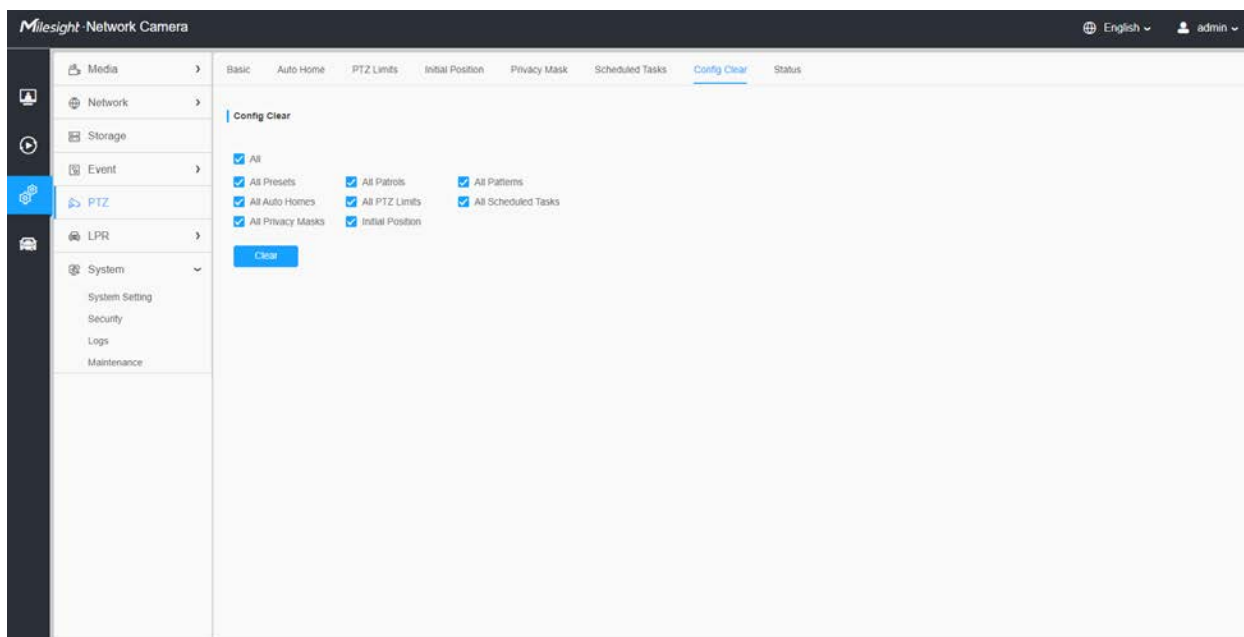 Milesight-Network Camera
English
admin
Media
Network
Storage
Event
PTZ
LPR
System
System Setting
Security
Logs
Maintenance
Basic Auto Home PTZ Limits Initial Position Privacy Mask Scheduled Tasks Config Clear Status
Config Clear
All
All Presets All Patrols All Patterns
All Auto Homes All PTZ Limits All Scheduled Tasks
All Privacy Masks Initial Position
Clear